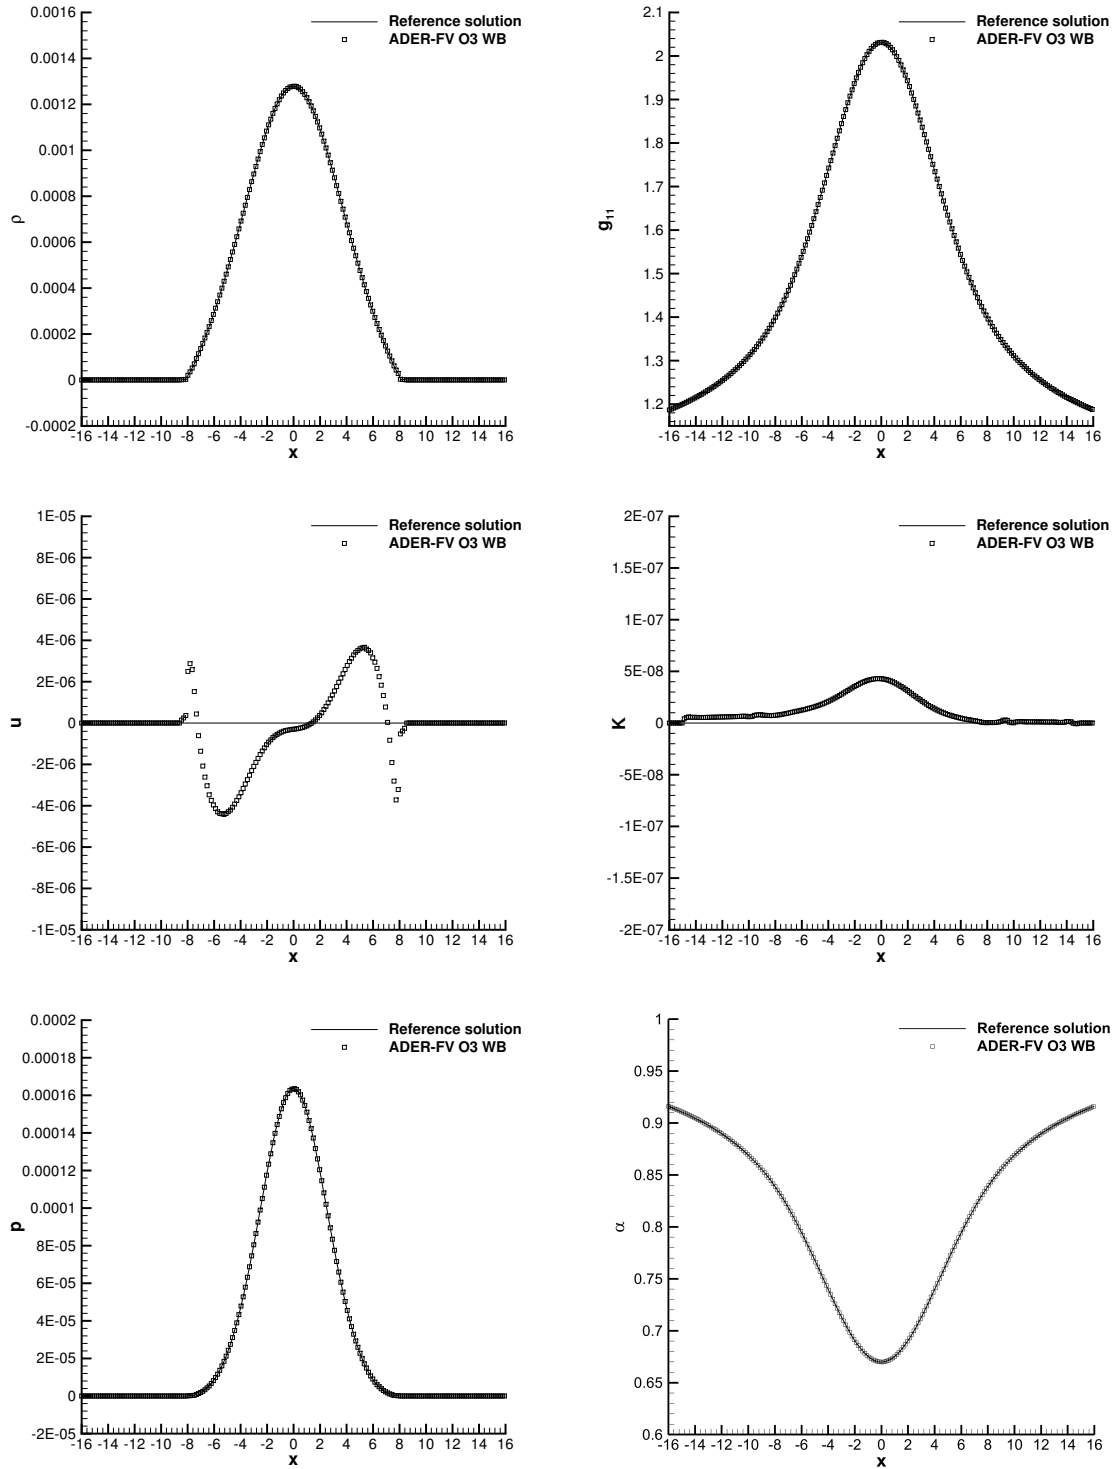 Reference solution
ADER-FV O3 WB
0.0016
0.0014
0.0012
0.001
0.0008
0.0006
0.0004
0.0002
0
-0.0002
ρ
-16 -14 -12 -10 -8 -6 -4 -2 0 2 4 6 8 10 12 14 16
x
Reference solution
ADER-FV O3 WB
2.1
2
1.9
1.8
1.7
1.6
1.5
1.4
1.3
1.2
g11
-16 -14 -12 -10 -8 -6 -4 -2 0 2 4 6 8 10 12 14 16
x
Reference solution
ADER-FV O3 WB
1E-05
8E-06
6E-06
4E-06
2E-06
0
-2E-06
-4E-06
-6E-06
-8E-06
-1E-05
u
-16 -14 -12 -10 -8 -6 -4 -2 0 2 4 6 8 10 12 14 16
x
Reference solution
ADER-FV O3 WB
2E-07
1.5E-07
1E-07
5E-08
0
-5E-08
-1E-07
-1.5E-07
-2E-07
K
-16 -14 -12 -10 -8 -6 -4 -2 0 2 4 6 8 10 12 14 16
x
Reference solution
ADER-FV O3 WB
0.0002
0.00018
0.00016
0.00014
0.00012
0.0001
8E-05
6E-05
4E-05
2E-05
0
-2E-05
p
-16 -14 -12 -10 -8 -6 -4 -2 0 2 4 6 8 10 12 14 16
x
Reference solution
ADER-FV O3 WB
1
0.95
0.9
0.85
0.8
0.75
0.7
0.65
0.6
α
-16 -14 -12 -10 -8 -6 -4 -2 0 2 4 6 8 10 12 14 16
x